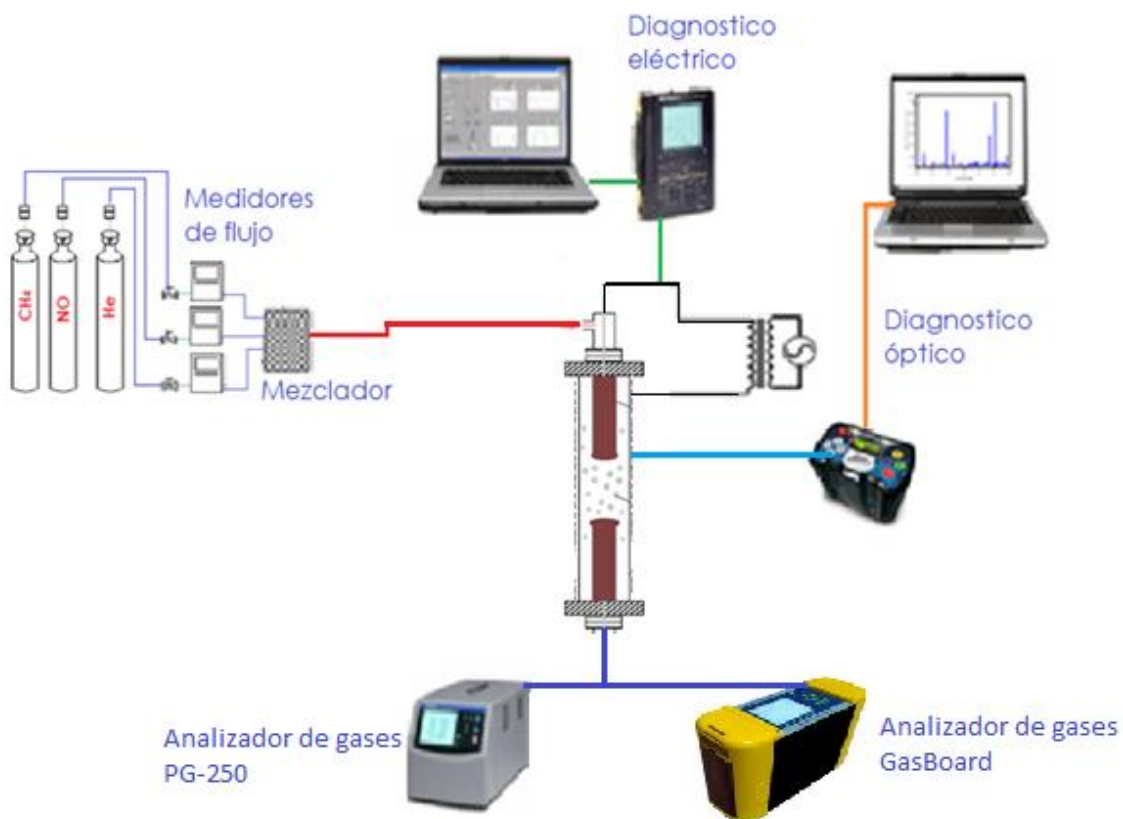 Diagnostico
eléctrico
Medidores
de flujo
CH₄
NO
He
Mezclador
Diagnostico
óptico
Analizador de gases
PG-250
Analizador de gases
GasBoard